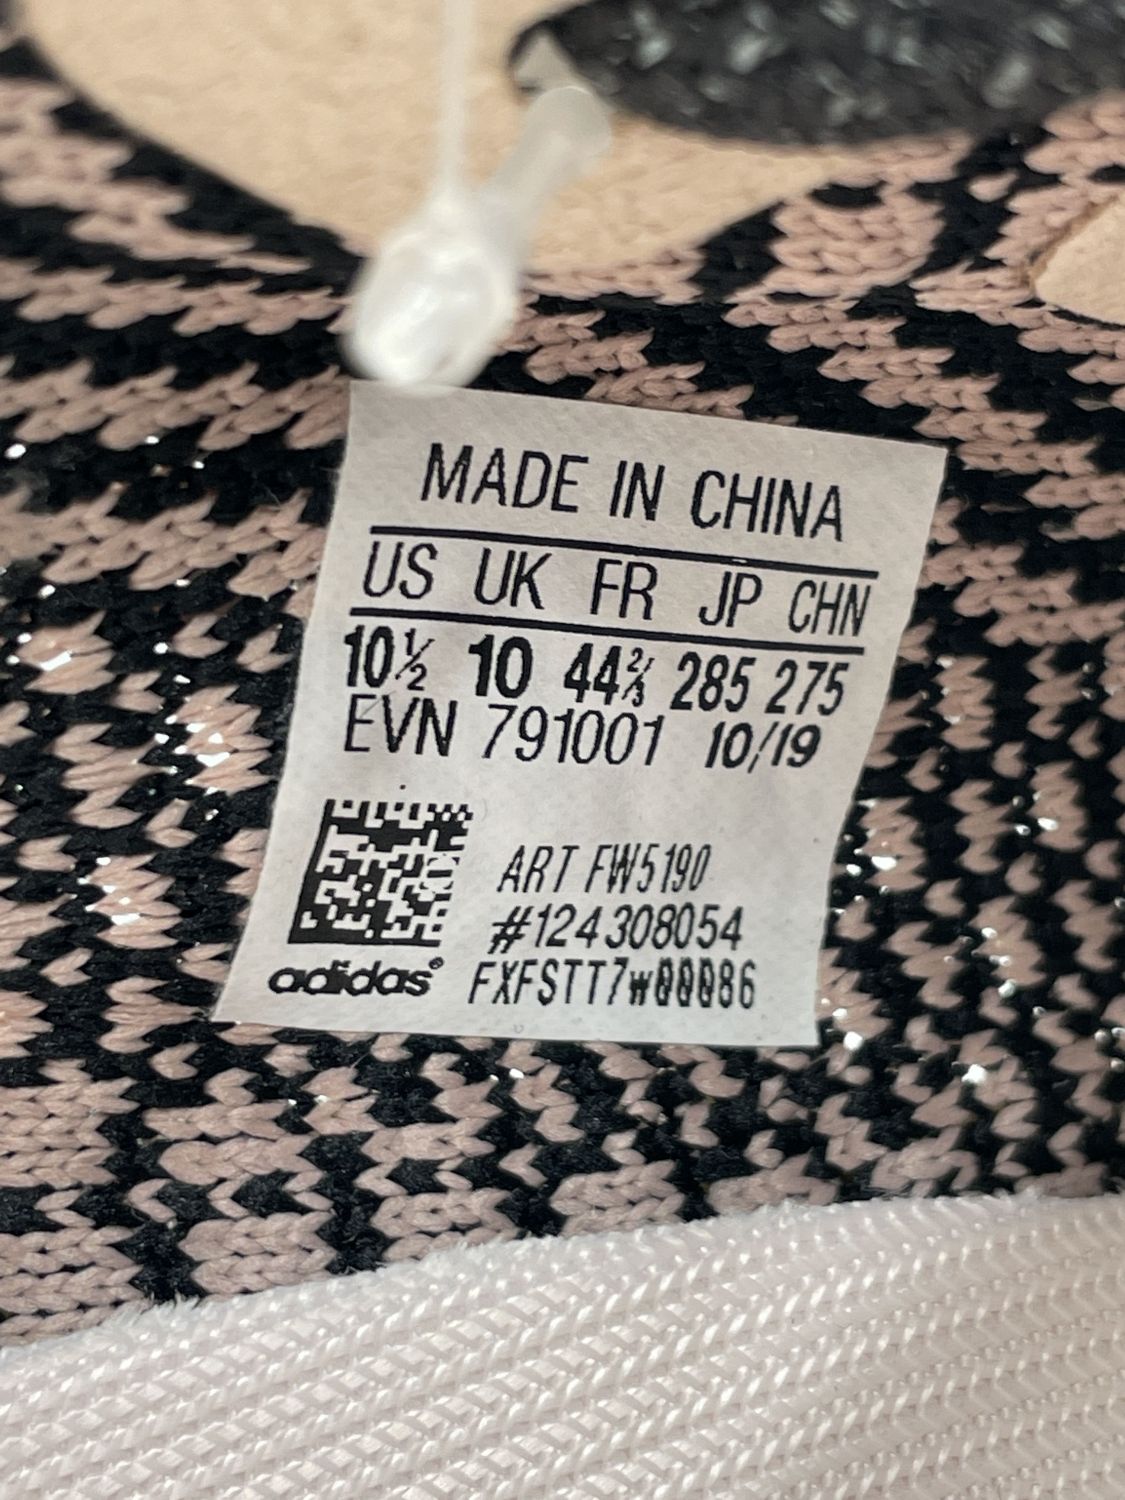 MADE IN CHINA
US UK FR JP CHN
10½ 10 44⅔ 285 275
EVN 791001 10/19
ART FW5190
#124308054
adidas® FXFSTT7w00086